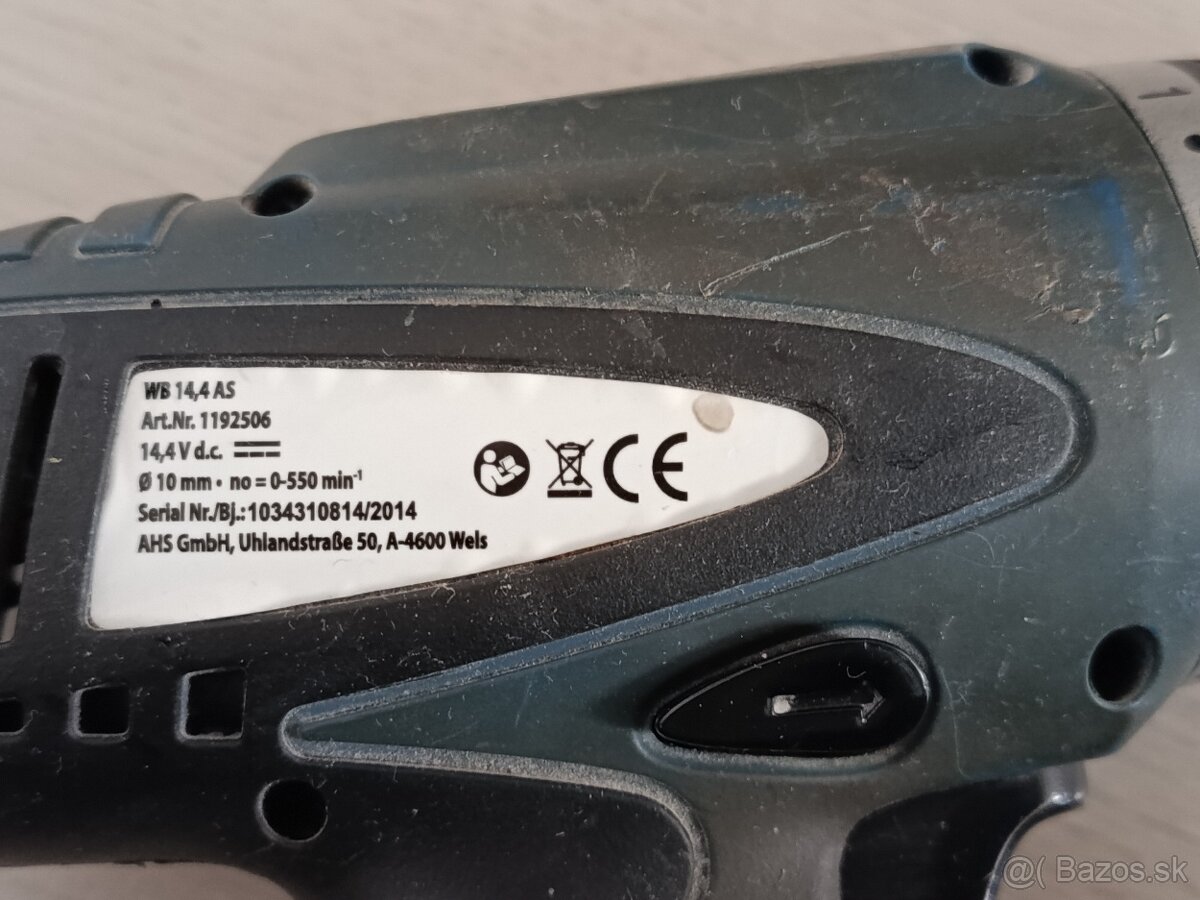 1
WB 14,4 AS
Art.Nr. 1192506
14,4 V d.c.
Ø 10 mm • no = 0-550 min-¹
Serial Nr./Bj.:1034310814/2014
AHS GmbH, Uhlandstraße 50, A-4600 Wels
CE
@( Bazos.sk